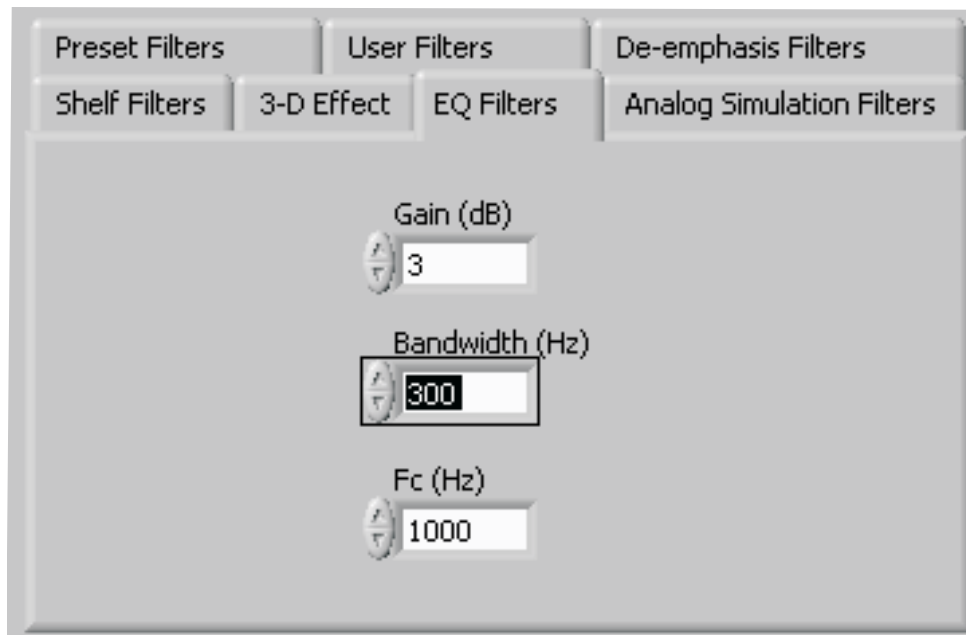 Preset Filters User Filters De-emphasis Filters
Shelf Filters 3-D Effect EQ Filters Analog Simulation Filters
Gain (dB)
3
Bandwidth (Hz)
300
Fc (Hz)
1000